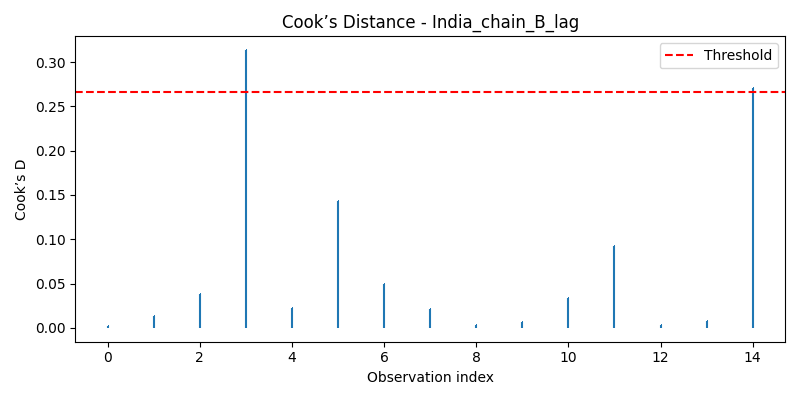 Cook’s Distance - India_chain_B_lag
Threshold
Cook’s D
0.30
0.25
0.20
0.15
0.10
0.05
0.00
0 2 4 6 8 10 12 14
Observation index